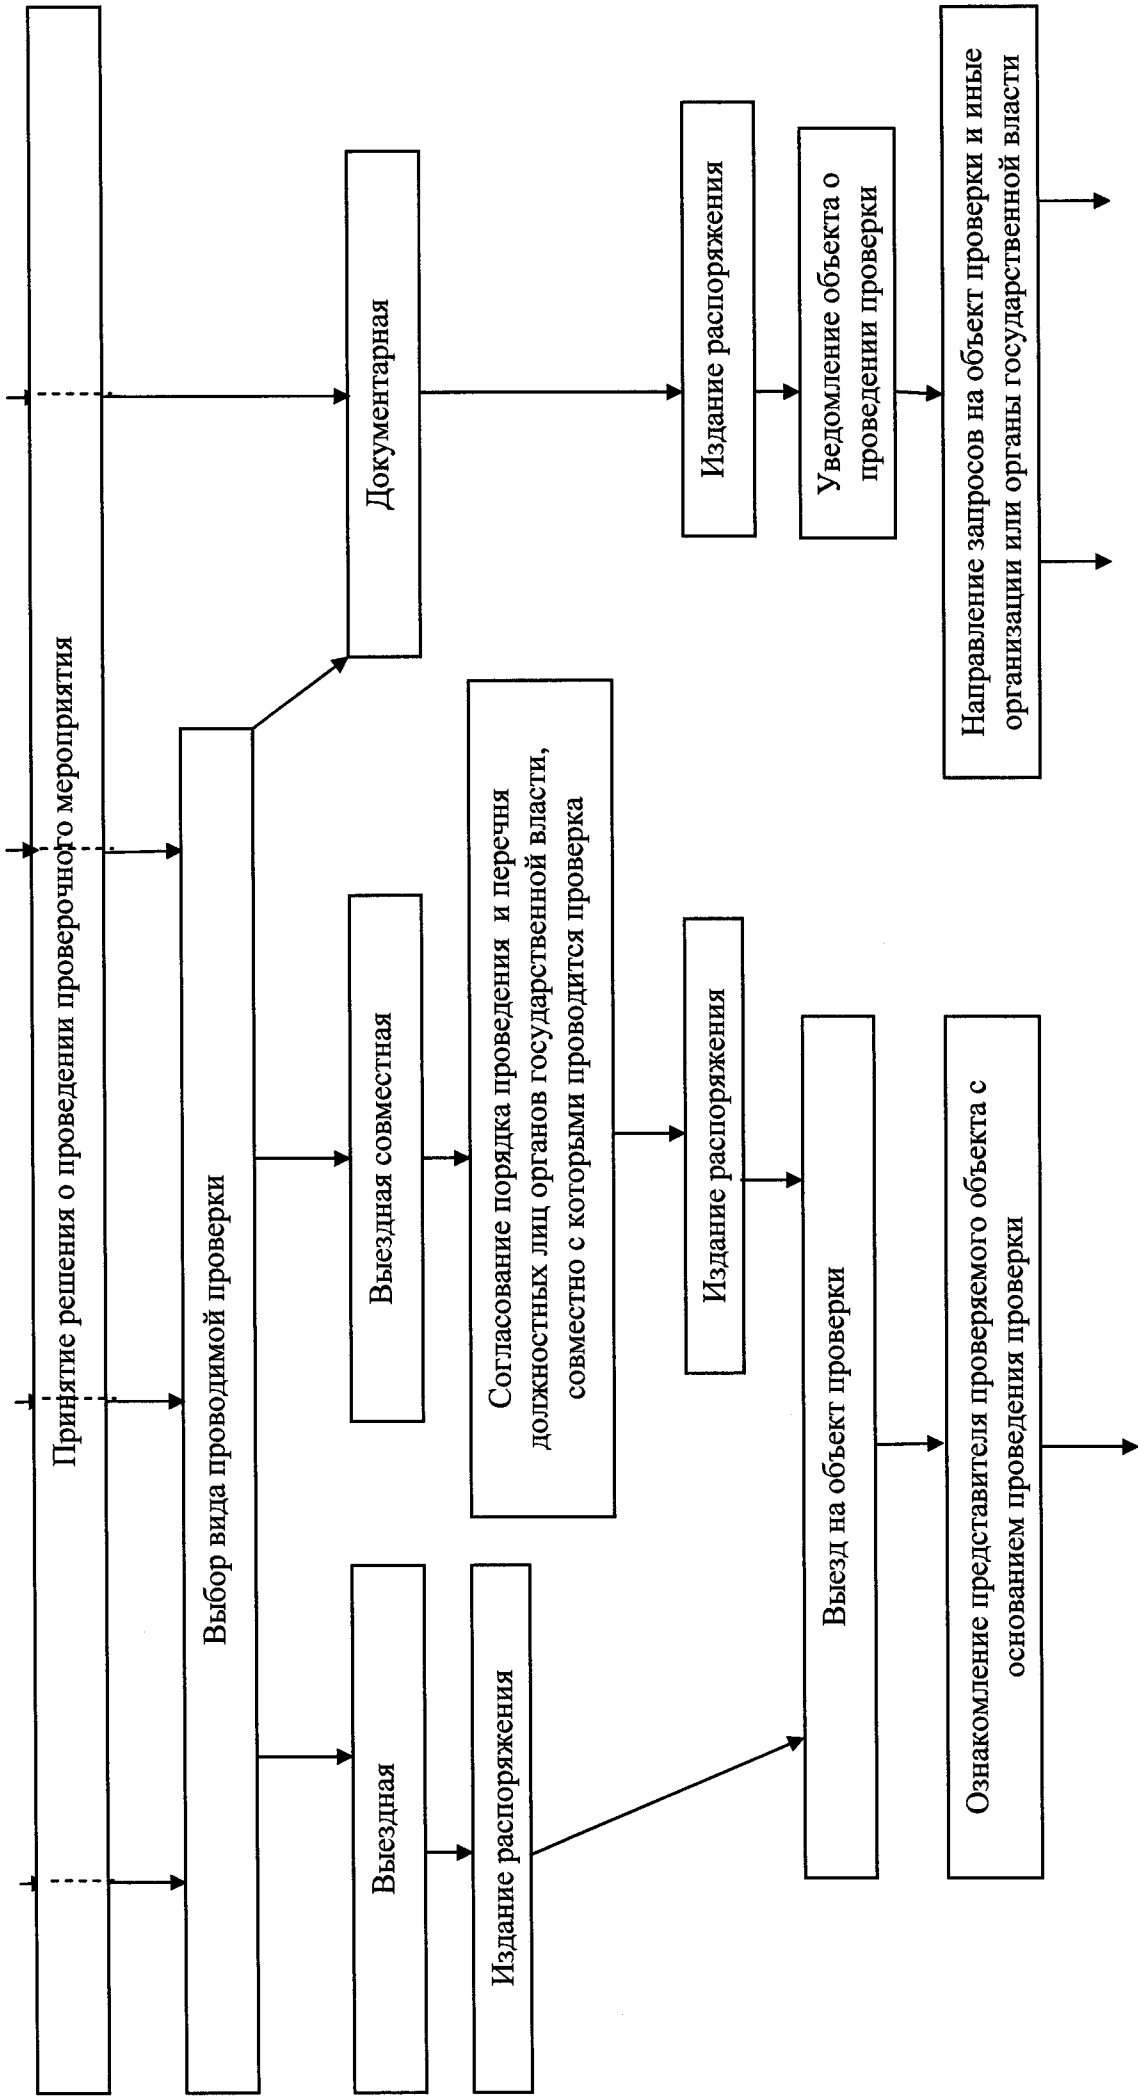 Принятие решения о проведении проверочного мероприятия
Выбор вида проводимой проверки
Выездная
Выездная совместная
Документарная
Издание распоряжения
Согласование порядка проведения и перечня
должностных лиц органов государственной власти,
совместно с которыми проводится проверка
Издание распоряжения
Издание распоряжения
Выезд на объект проверки
Уведомление объекта о
проведении проверки
Ознакомление представителя проверяемого объекта с
основанием проведения проверки
Направление запросов на объект проверки и иные
организации или органы государственной власти